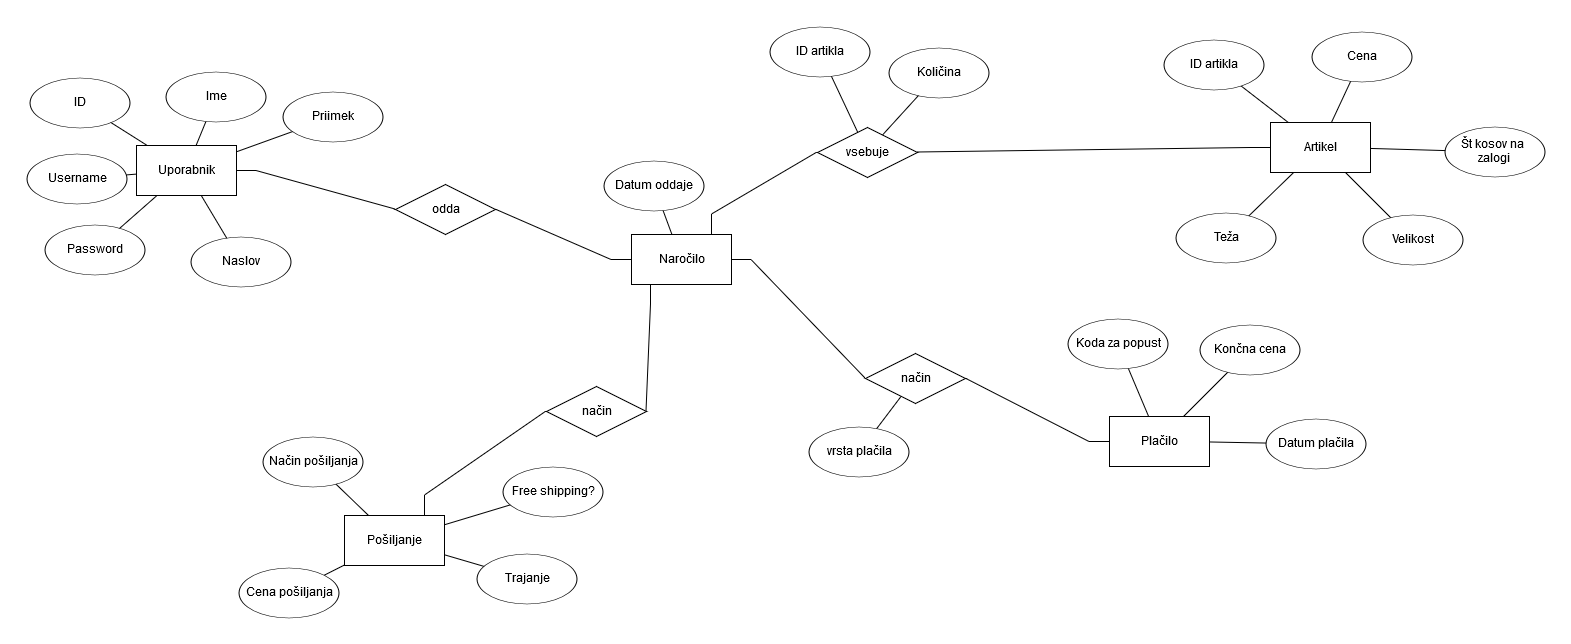 ID
Ime
Priimek
Uporabnik
Username
Password
Naslov
odda
Datum oddaje
Naročilo
ID artikla
Količina
vsebuje
ID artikla
Cena
Artikel
Št kosov na
zalogi
Teža
Velikost
način
vrsta plačila
Koda za popust
Končna cena
Plačilo
Datum plačila
način
Način pošiljanja
Free shipping?
Pošiljanje
Cena pošiljanja
Trajanje